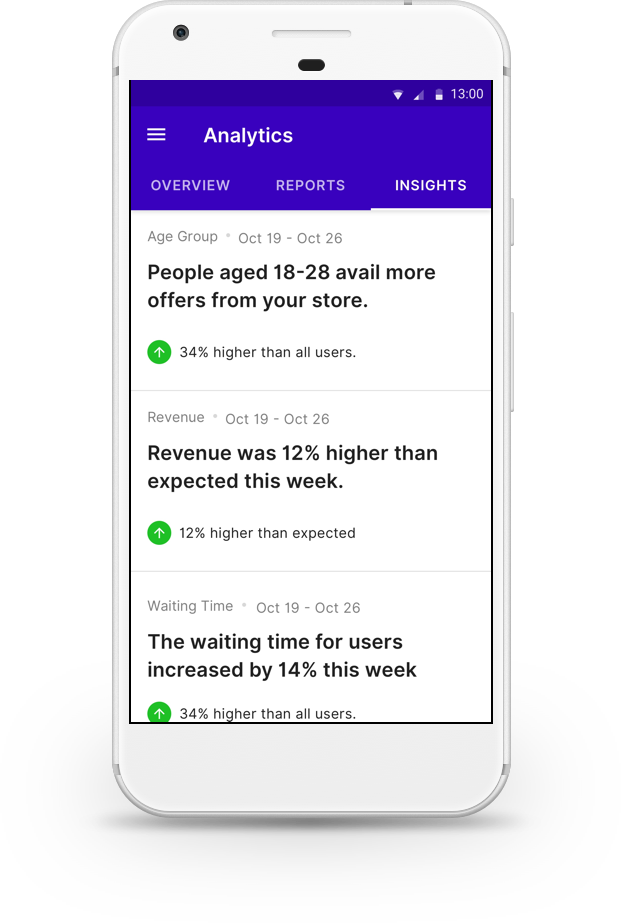 13:00
Analytics
OVERVIEW REPORTS INSIGHTS
Age Group • Oct 19 - Oct 26
People aged 18-28 avail more
offers from your store.
34% higher than all users.
Revenue • Oct 19 - Oct 26
Revenue was 12% higher than
expected this week.
12% higher than expected
Waiting Time • Oct 19 - Oct 26
The waiting time for users
increased by 14% this week
34% higher than all users.